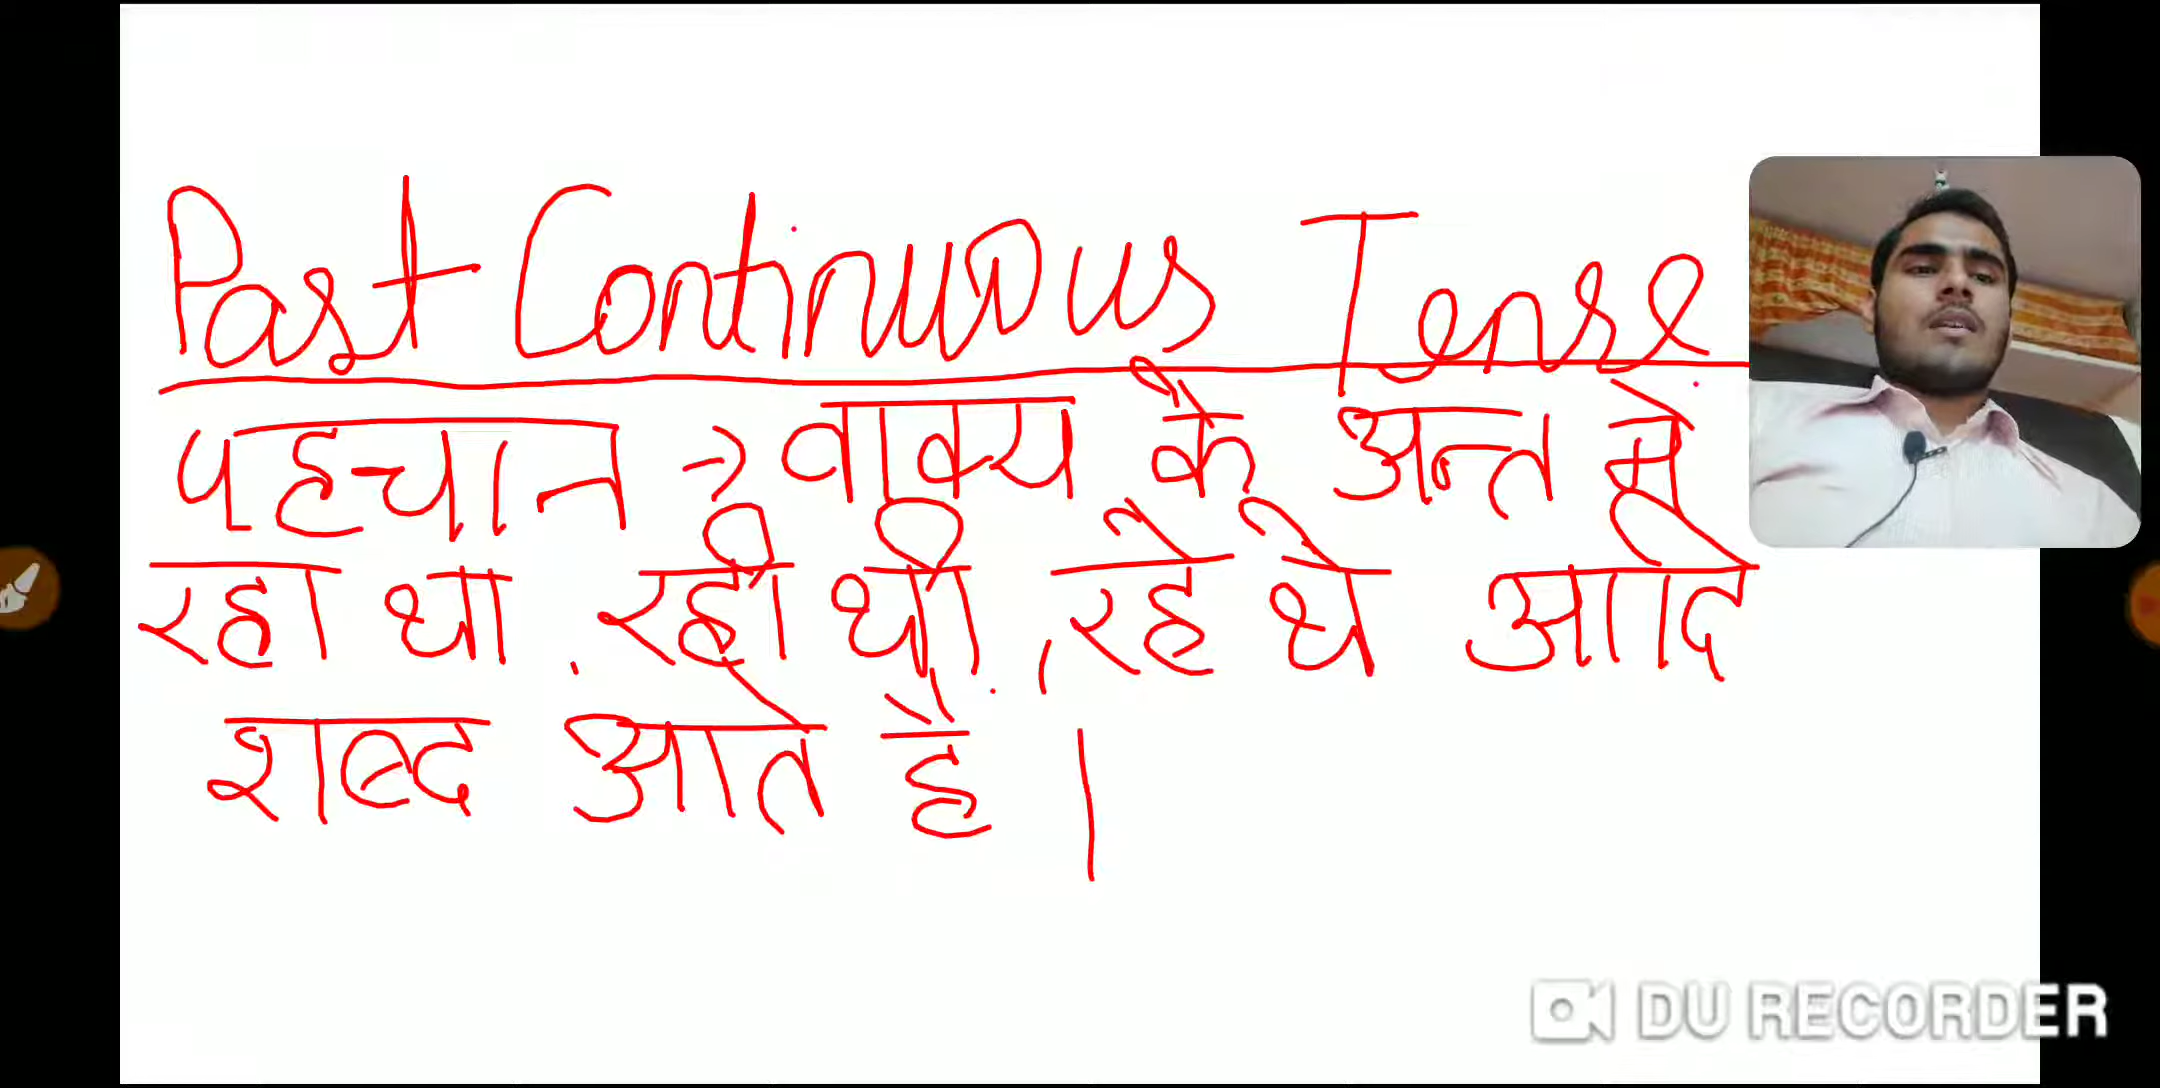 Past Continuous Tense
पहचान → वाक्य के अन्त में
रहा था, रही थी, रहे थे आदि
शब्द आते हैं।
DU RECORDER